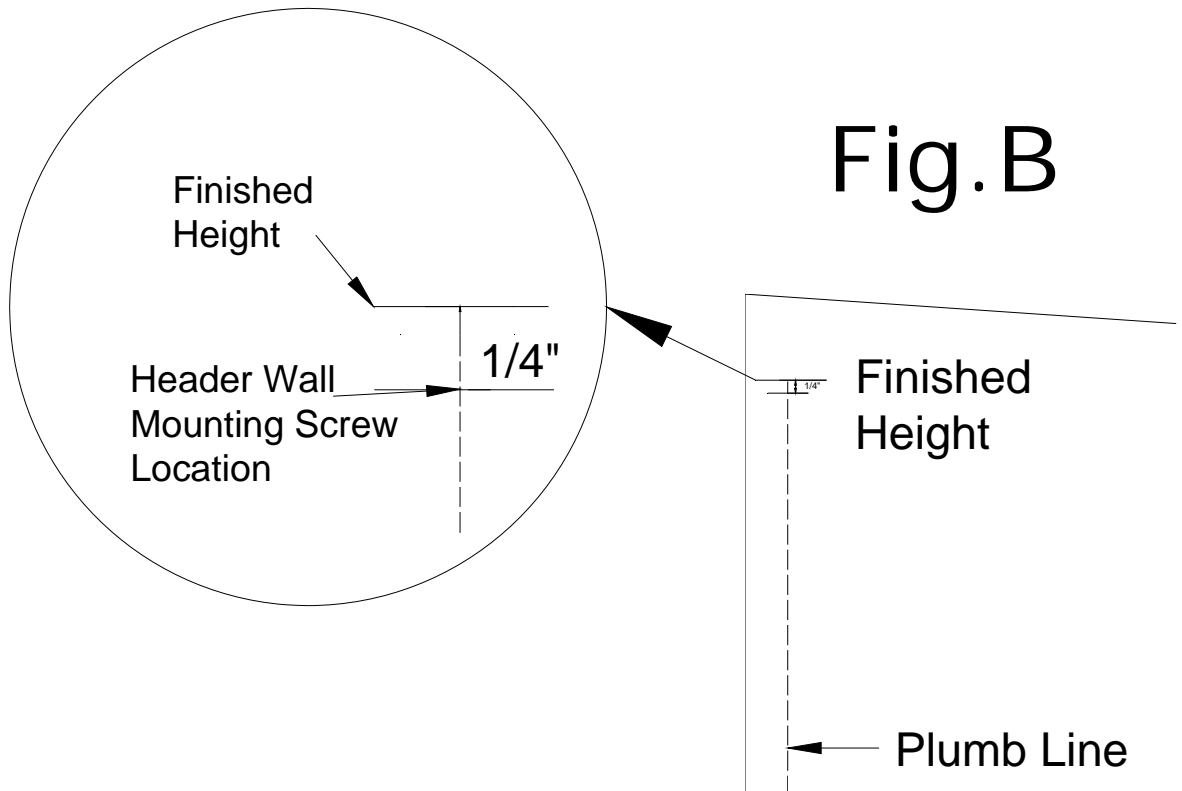 Fig.B
Finished
Height
1/4"
Header Wall
Mounting Screw
Location
1/4"
Finished
Height
Plumb Line